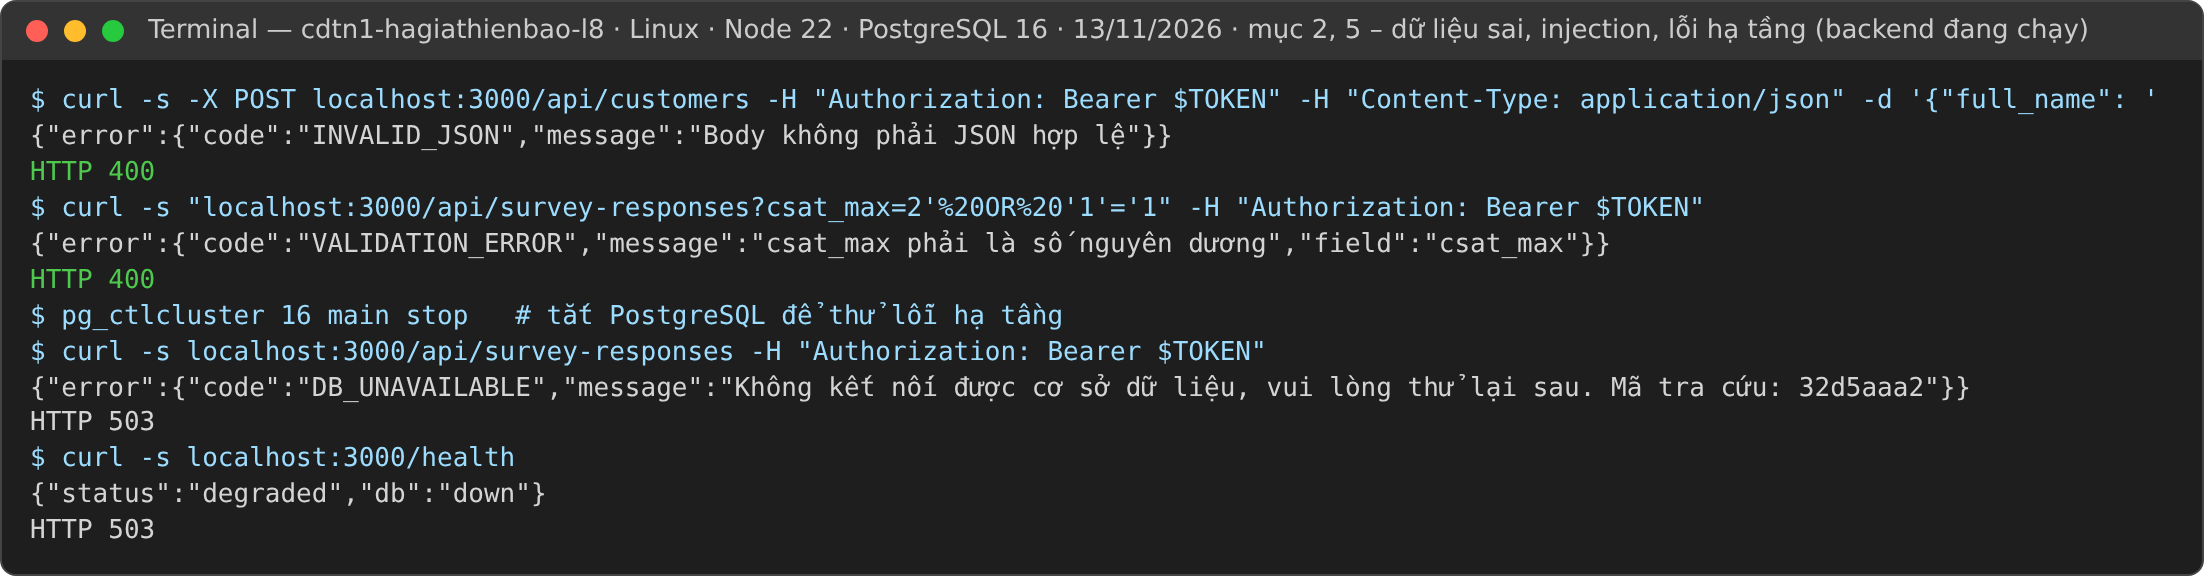 Terminal — cdtn1-hagiathienbao-l8 · Linux · Node 22 · PostgreSQL 16 · 13/11/2026 · mục 2, 5 – dữ liệu sai, injection, lỗi hạ tầng (backend đang chạy)
$ curl -s -X POST localhost:3000/api/customers -H "Authorization: Bearer $TOKEN" -H "Content-Type: application/json" -d '{"full_name": '
{"error":{"code":"INVALID_JSON","message":"Body không phải JSON hợp lệ"}}
HTTP 400
$ curl -s "localhost:3000/api/survey-responses?csat_max=2'%20OR%20'1'='1" -H "Authorization: Bearer $TOKEN"
{"error":{"code":"VALIDATION_ERROR","message":"csat_max phải là số nguyên dương","field":"csat_max"}}
HTTP 400
$ pg_ctlcluster 16 main stop   # tắt PostgreSQL để thử lỗi hạ tầng
$ curl -s localhost:3000/api/survey-responses -H "Authorization: Bearer $TOKEN"
{"error":{"code":"DB_UNAVAILABLE","message":"Không kết nối được cơ sở dữ liệu, vui lòng thử lại sau. Mã tra cứu: 32d5aaa2"}}
HTTP 503
$ curl -s localhost:3000/health
{"status":"degraded","db":"down"}
HTTP 503